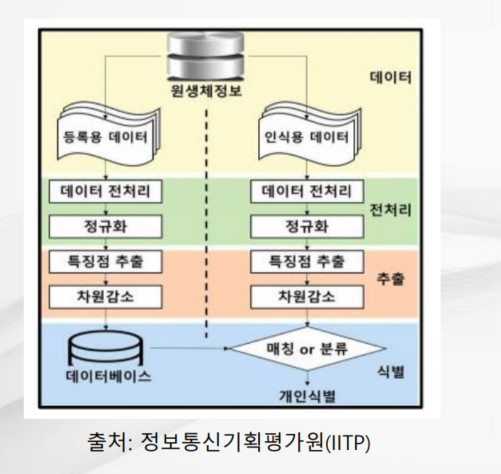 원생체정보
데이터
등록용 데이터
인식용 데이터
데이터 전처리
데이터 전처리
전처리
정규화
정규화
특징점 추출
특징점 추출
추출
차원감소
차원감소
데이터베이스
매칭 or 분류
식별
개인식별
출처: 정보통신기획평가원(IITP)